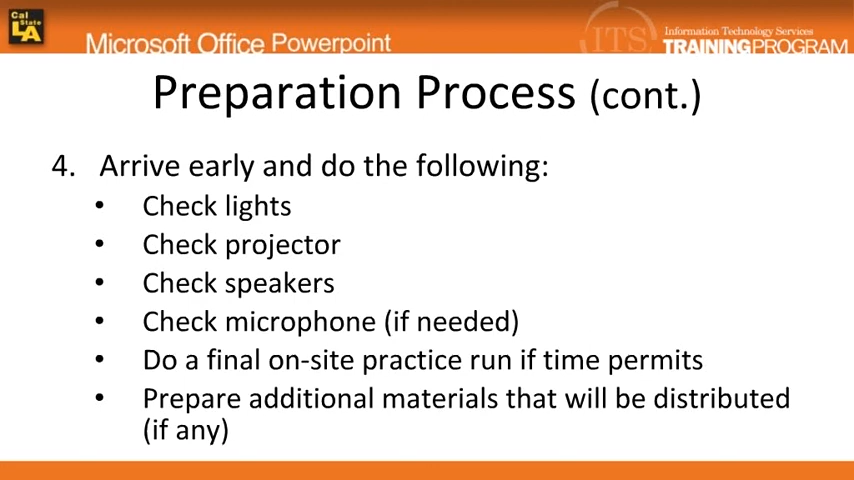 Cal
State
LA
Microsoft Office Powerpoint
ITS
Information Technology Services
TRAINING PROGRAM
Preparation Process (cont.)
4. Arrive early and do the following:
• Check lights
• Check projector
• Check speakers
• Check microphone (if needed)
• Do a final on-site practice run if time permits
• Prepare additional materials that will be distributed
(if any)